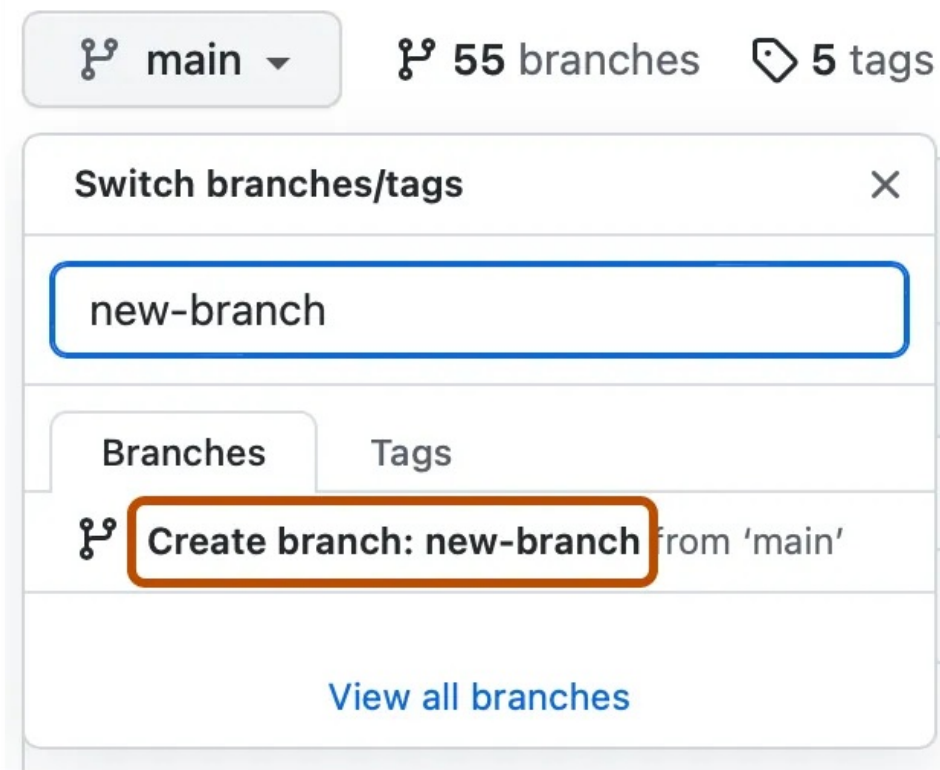 main 55 branches 5 tags
Switch branches/tags
new-branch
Branches Tags
Create branch: new-branch from ‘main’
View all branches